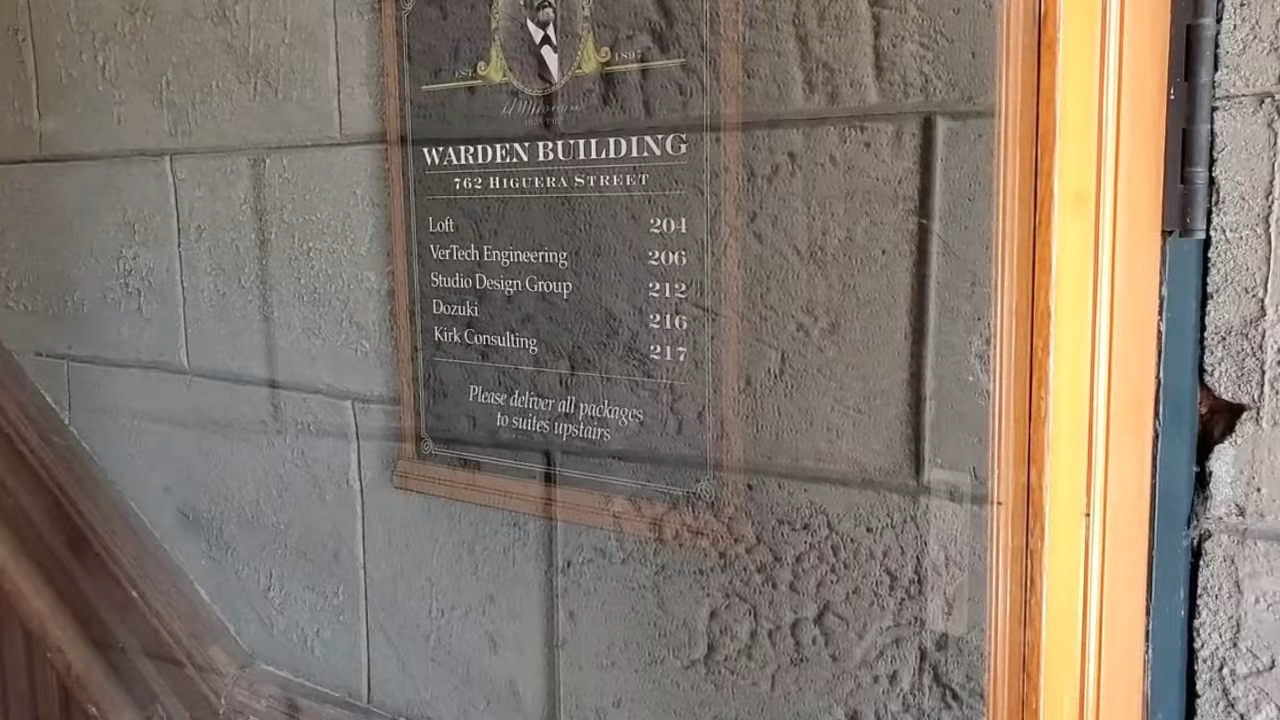 EST. 1897
WARDEN BUILDING
762 HIGUERA STREET
Loft 204
VerTech Engineering 206
Studio Design Group 212
Dozuki 216
Kirk Consulting 217
Please deliver all packages
to suites upstairs